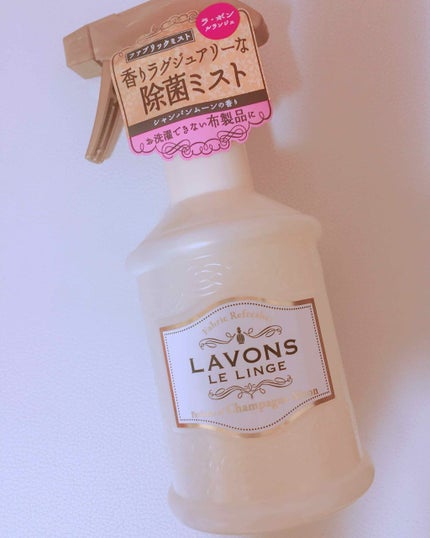 ラ・ボン
ルランジェ
ファブリックミスト
香りラグジュアリーな
除菌ミスト
シャンパンムーンの香り
お洗濯できない布製品に
Fabric Refresher
LAVONS
LE LINGE
Champagne Moon